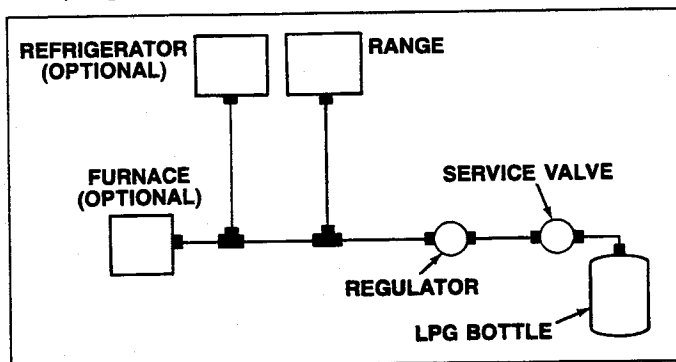 REFRIGERATOR
(OPTIONAL)
RANGE
FURNACE
(OPTIONAL)
SERVICE VALVE
REGULATOR
LPG BOTTLE